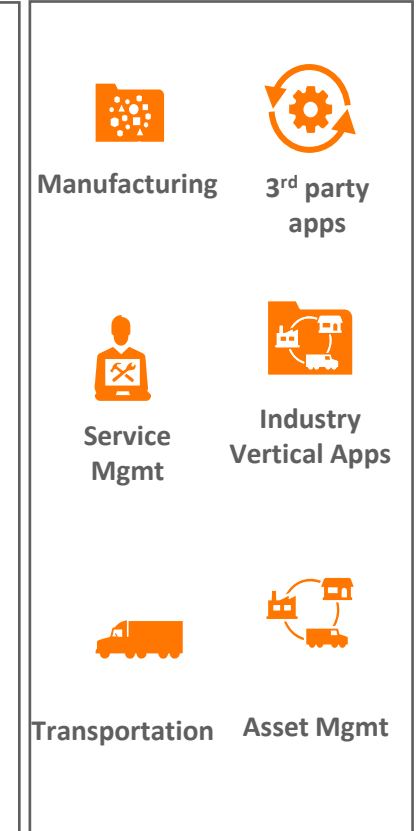 Manufacturing
3rd party
apps
Service
Mgmt
Industry
Vertical Apps
Transportation
Asset Mgmt